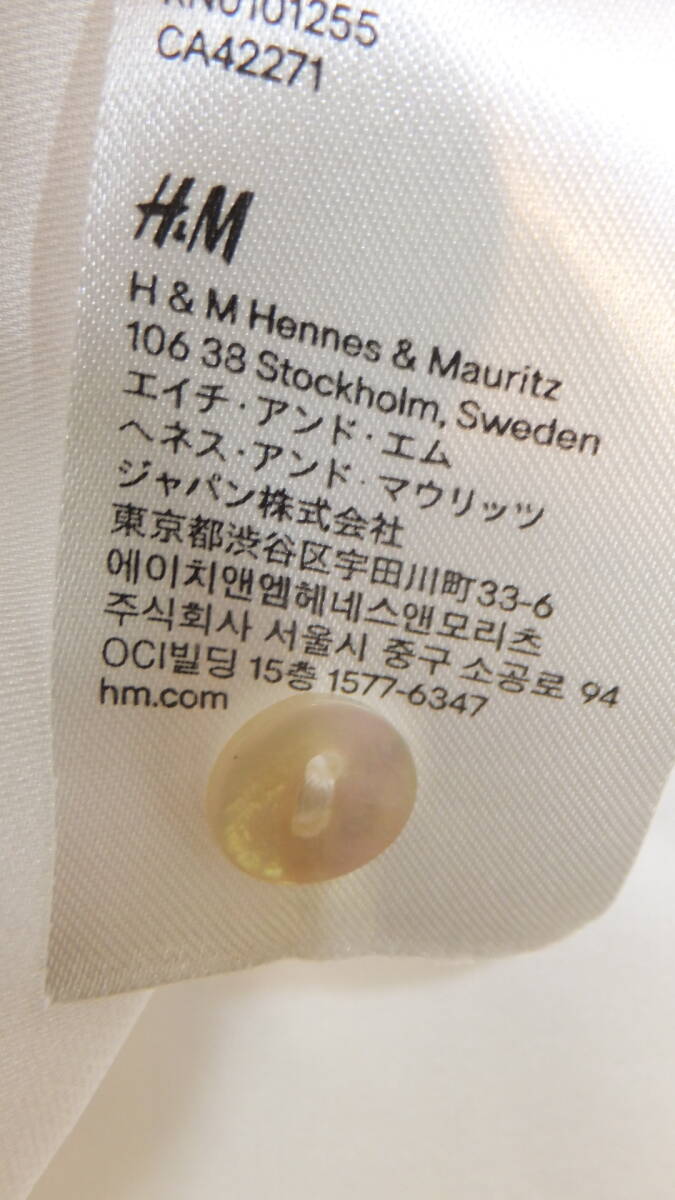 RN0101255
CA42271
H&M
H & M Hennes & Mauritz
106 38 Stockholm, Sweden
エイチ・アンド・エム
ヘネス・アンド・マウリッツ
ジャパン株式会社
東京都渋谷区宇田川町33-6
에이치앤엠헤네스앤모리츠
주식회사 서울시 중구 소공로 94
OCI빌딩 15층 1577-6347
hm.com